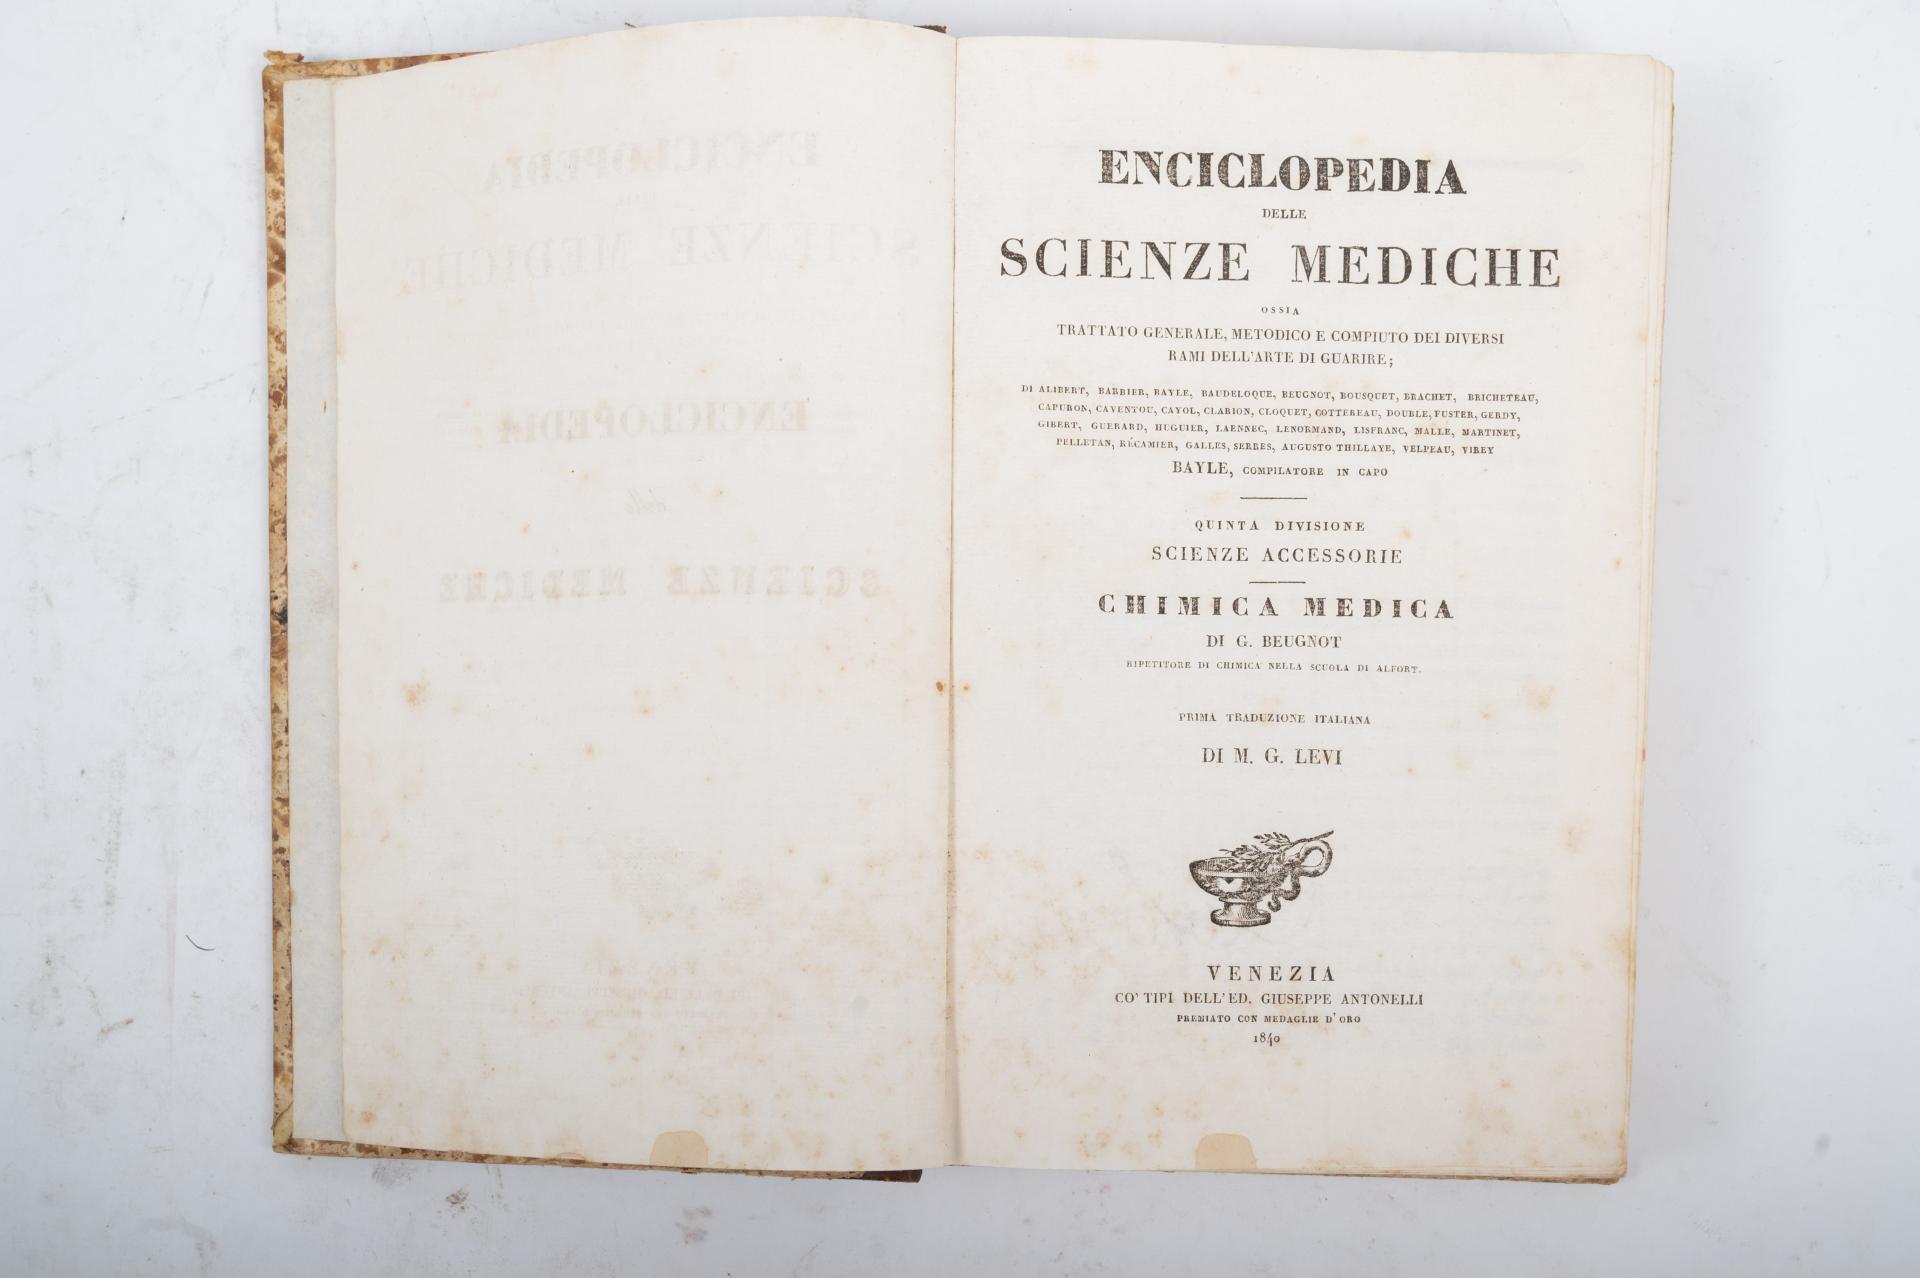 ENCICLOPEDIA
DELLE
SCIENZE MEDICHE
OSSIA
TRATTATO GENERALE, METODICO E COMPIUTO DEI DIVERSI
RAMI DELL'ARTE DI GUARIRE;
DI ALIBERT, BARBIER, BAYLE, BAUDELOQUE, BEUGNOT, BOUSQUET, BRACHET, BRICHETEAU,
CAPURON, CAVENTOU, CAYOL, CLARION, CLOQUET, COTTEREAU, DOUBLE, FUSTER, GERDY,
GIBERT, GUERARD, HUGUIER, LAENNEC, LENORMAND, LISFRANC, MALLE, MARTINET,
PELLETAN, RÉCAMIER, GALLES, SERRES, AUGUSTO THILLAYE, VELPEAU, VIREY
BAYLE, COMPILATORE IN CAPO
QUINTA DIVISIONE
SCIENZE ACCESSORIE
CHIMICA MEDICA
DI G. BEUGNOT
RIPETITORE DI CHIMICA NELLA SCUOLA DI ALFORT.
PRIMA TRADUZIONE ITALIANA
DI M. G. LEVI
VENEZIA
CO' TIPI DELL'ED. GIUSEPPE ANTONELLI
PREMIATO CON MEDAGLIE D'ORO
1840